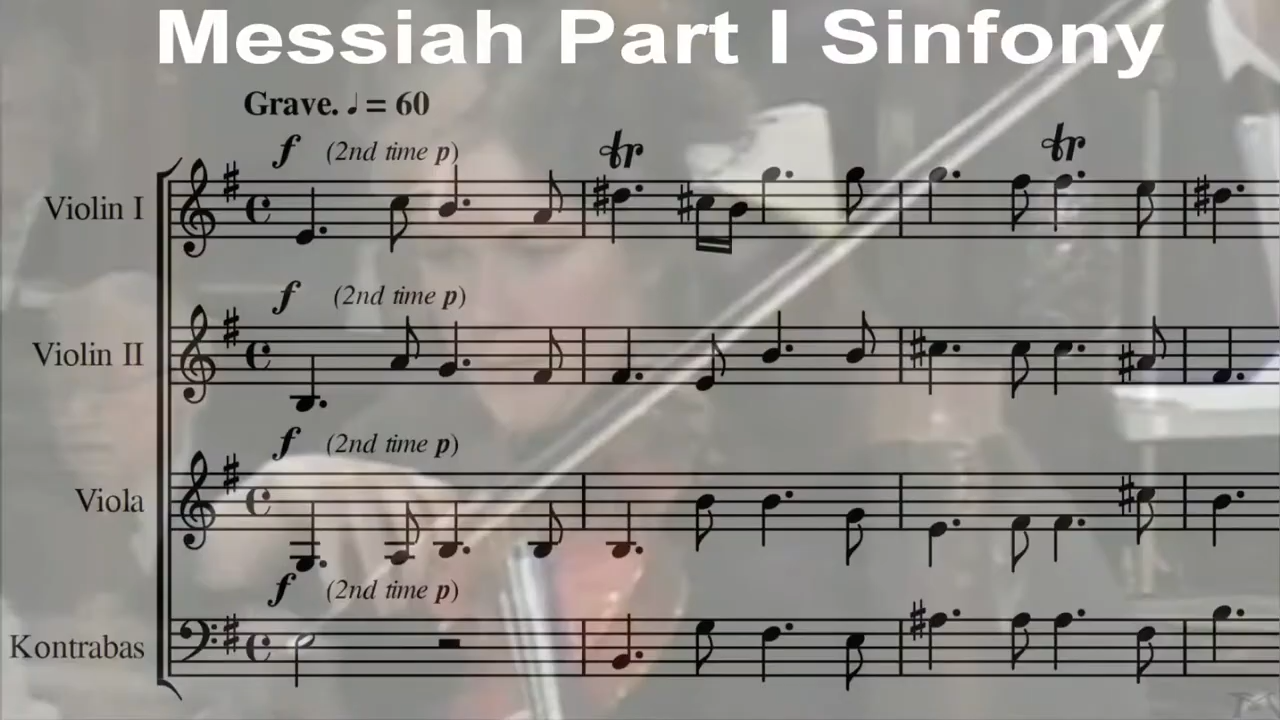 Messiah Part I Sinfony
Grave. ♩ = 60
f (2nd time p)
tr
tr
Violin I
f (2nd time p)
Violin II
f (2nd time p)
Viola
f (2nd time p)
Kontrabas